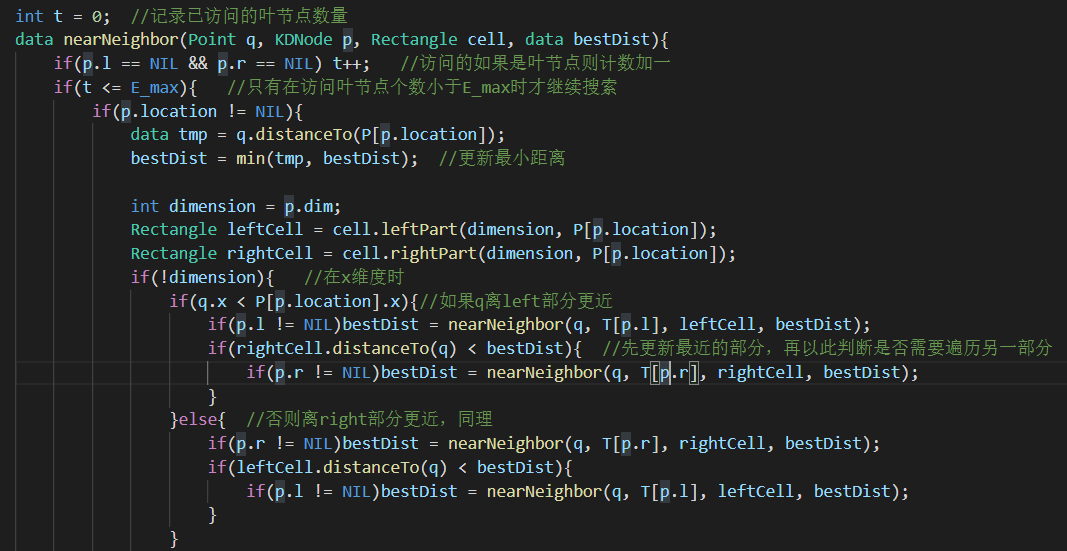 int t = 0;  //记录已访问的叶节点数量
data nearNeighbor(Point q, KDNode p, Rectangle cell, data bestDist){
    if(p.l == NIL && p.r == NIL) t++;   //访问的如果是叶节点则计数加一
    if(t <= E_max){   //只有在访问叶节点个数小于E_max时才继续搜索
        if(p.location != NIL){
            data tmp = q.distanceTo(P[p.location]);
            bestDist = min(tmp, bestDist);  //更新最小距离
            int dimension = p.dim;
            Rectangle leftCell = cell.leftPart(dimension, P[p.location]);
            Rectangle rightCell = cell.rightPart(dimension, P[p.location]);
            if(!dimension){   //在x维度时
                if(q.x < P[p.location].x){//如果q离left部分更近
                    if(p.l != NIL)bestDist = nearNeighbor(q, T[p.l], leftCell, bestDist);
                    if(rightCell.distanceTo(q) < bestDist){  //先更新最近的部分，再以此判断是否需要遍历另一部分
                        if(p.r != NIL)bestDist = nearNeighbor(q, T[p.r], rightCell, bestDist);
                    }
                }else{  //否则离right部分更近，同理
                    if(p.r != NIL)bestDist = nearNeighbor(q, T[p.r], rightCell, bestDist);
                    if(leftCell.distanceTo(q) < bestDist){
                        if(p.l != NIL)bestDist = nearNeighbor(q, T[p.l], leftCell, bestDist);
                    }
                }